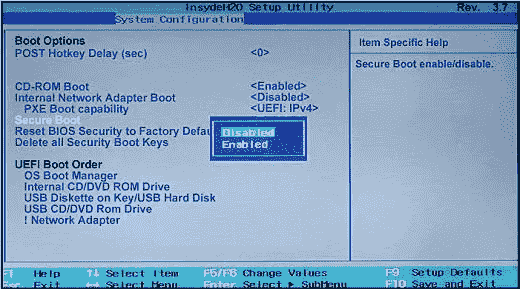 InsydeH2O Setup Utility Rev. 3.7
System Configuration
Boot Options
POST Hotkey Delay (sec) <0>
CD-ROM Boot <Enabled>
Internal Network Adapter Boot <Disabled>
PXE Boot capability <UEFI: IPv4>
Secure Boot
Reset BIOS Security to Factory Defau
Delete all Security Boot Keys
Disabled
Enabled
UEFI Boot Order
OS Boot Manager
Internal CD/DVD ROM Drive
USB Diskette on Key/USB Hard Disk
USB CD/DVD Rom Drive
! Network Adapter
Item Specific Help
Secure Boot enable/disable.
F1 Help ↑↓ Select Item F5/F6 Change Values F9 Setup Defaults
Esc Exit ↔ Select Menu Enter Select ▶ SubMenu F10 Save and Exit